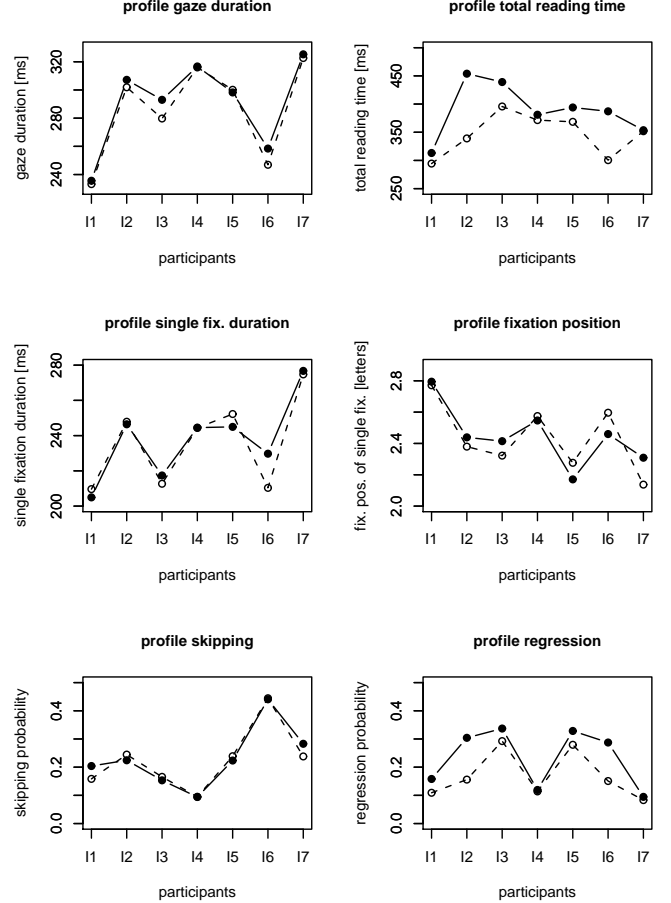 profile gaze duration
gaze duration [ms]
240 280 320
I1 I2 I3 I4 I5 I6 I7
participants
profile total reading time
total reading time [ms]
250 350 450
I1 I2 I3 I4 I5 I6 I7
participants
profile single fix. duration
single fixation duration [ms]
200 240 280
I1 I2 I3 I4 I5 I6 I7
participants
profile fixation position
fix. pos. of single fix. [letters]
2.0 2.4 2.8
I1 I2 I3 I4 I5 I6 I7
participants
profile skipping
skipping probability
0.0 0.2 0.4
I1 I2 I3 I4 I5 I6 I7
participants
profile regression
regression probability
0.0 0.2 0.4
I1 I2 I3 I4 I5 I6 I7
participants